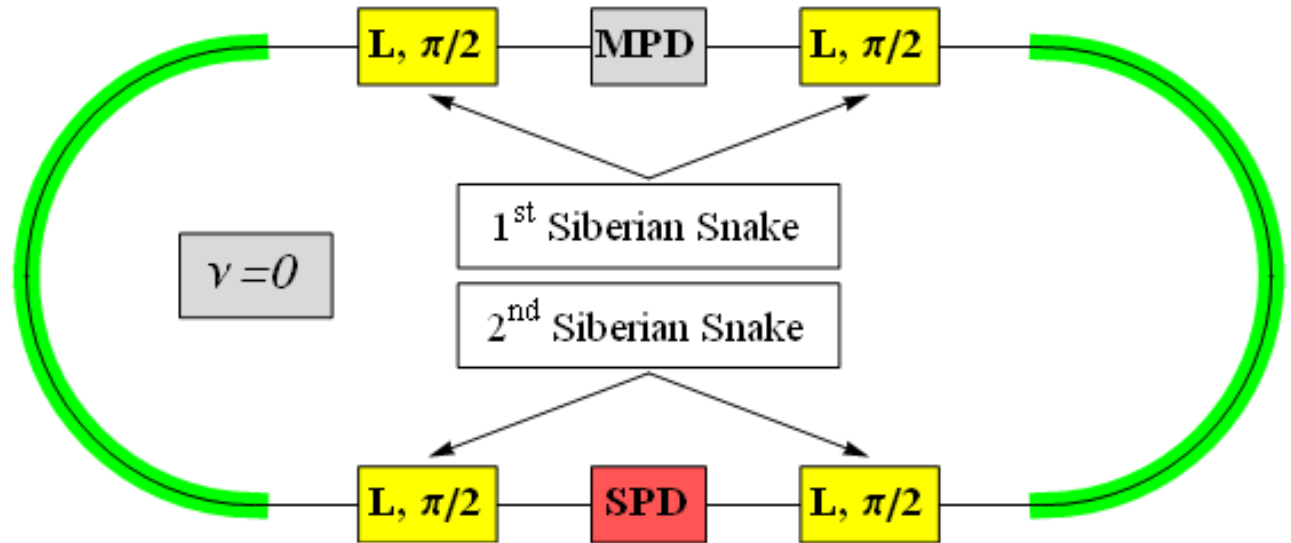 L, π/2 MPD L, π/2
1st Siberian Snake
ν=0
2nd Siberian Snake
L, π/2 SPD L, π/2